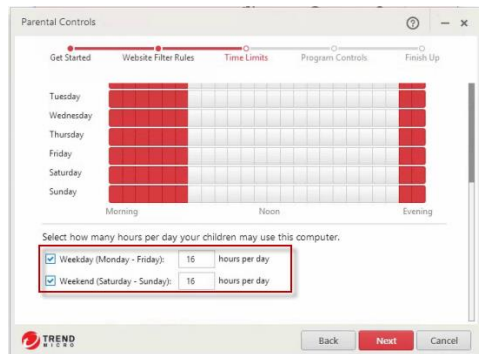 Parental Controls
Get Started Website Filter Rules Time Limits Program Controls Finish Up
Tuesday
Wednesday
Thursday
Friday
Saturday
Sunday
Morning Noon Evening
Select how many hours per day your children may use this computer.
Weekday (Monday - Friday): 16 hours per day
Weekend (Saturday - Sunday): 16 hours per day
TREND
MICRO
Back Next Cancel